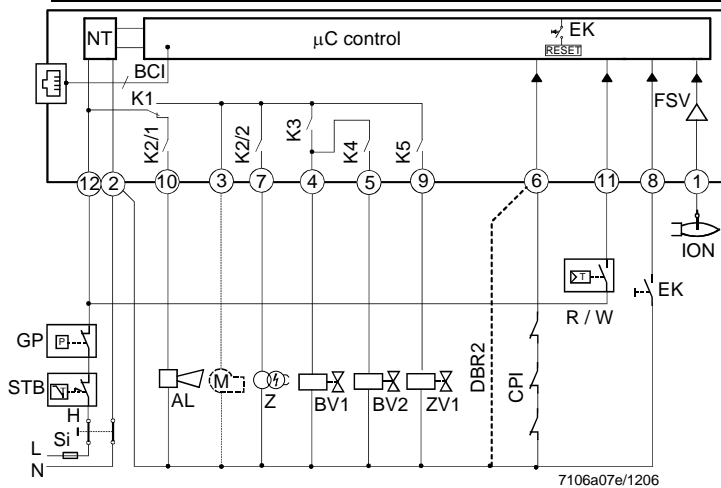 NT
µC control
EK
RESET
BCI
FSV
K1
K2/1
K2/2
K3
K4
K5
12
2
10
3
7
4
5
9
6
11
8
1
ION
R / W
EK
GP
P
STB
H
Si
L
N
AL
M
Z
BV1
BV2
ZV1
DBR2
CPI
T
7106a07e/1206